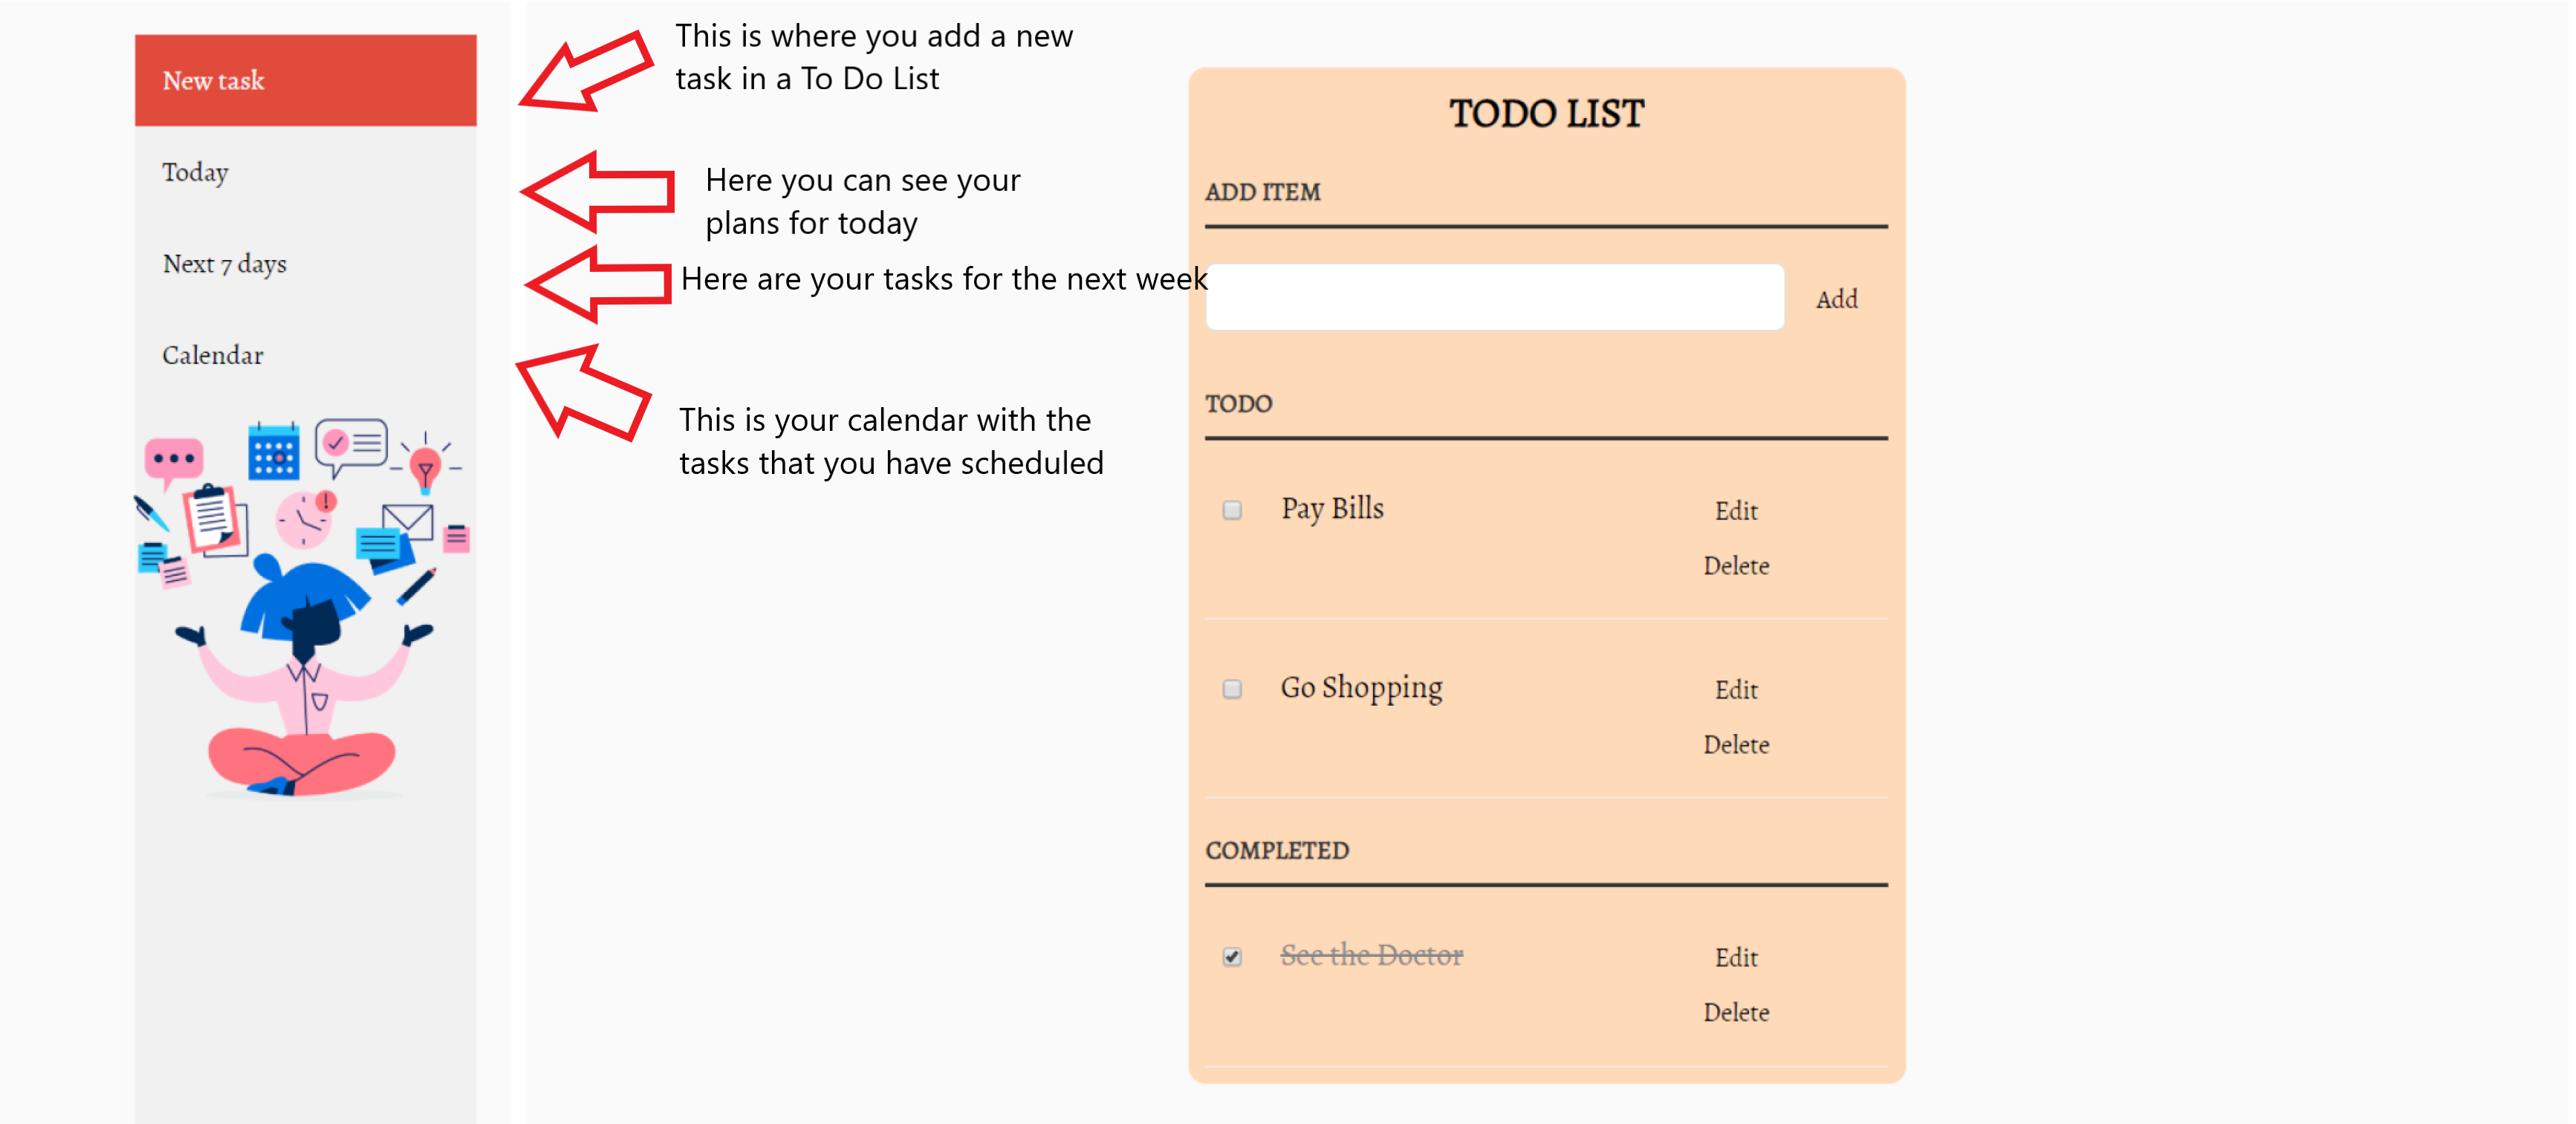 New task
Today
Next 7 days
Calendar
This is where you add a new
task in a To Do List
Here you can see your
plans for today
Here are your tasks for the next week
This is your calendar with the
tasks that you have scheduled
TODO LIST
ADD ITEM
Add
TODO
Pay Bills
Edit
Delete
Go Shopping
Edit
Delete
COMPLETED
See the Doctor
Edit
Delete